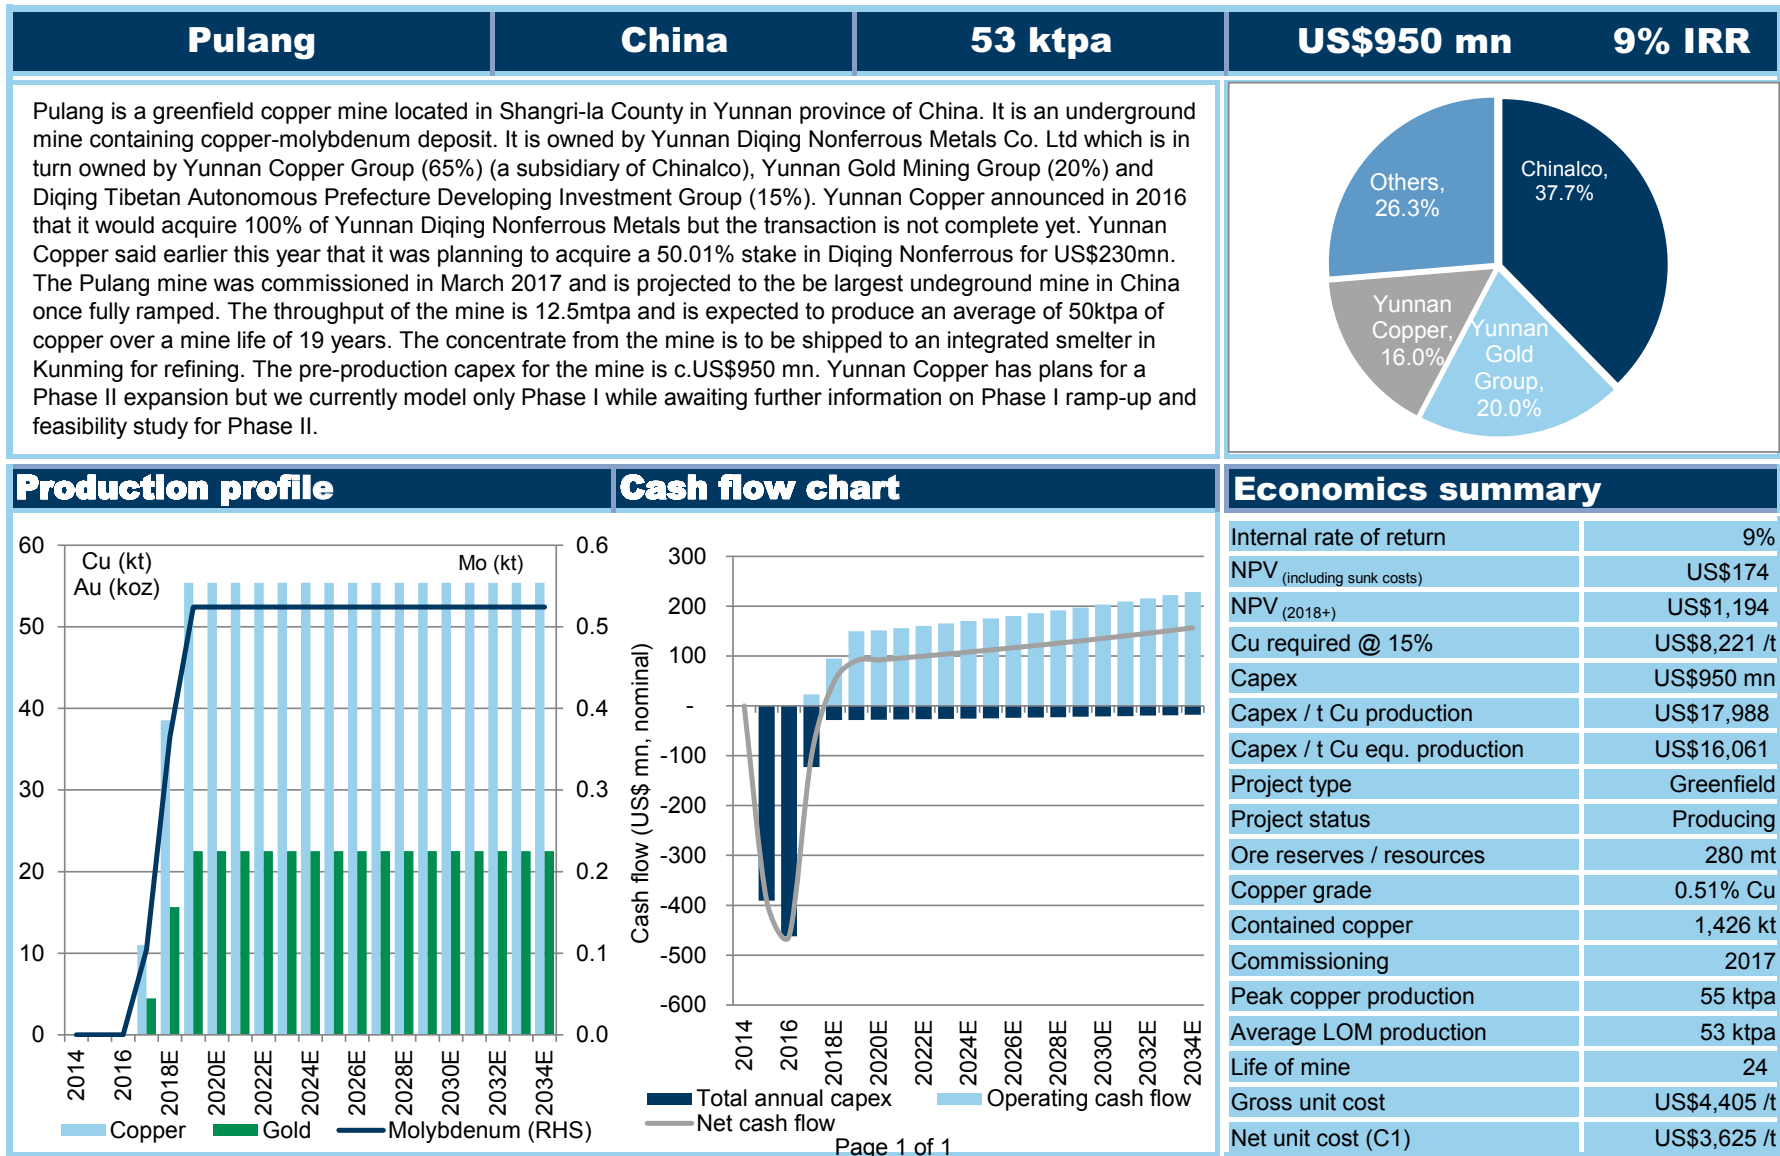 Pulang China 53 ktpa US$950 mn 9% IRR
Pulang is a greenfield copper mine located in Shangri-la County in Yunnan province of China. It is an underground
mine containing copper-molybdenum deposit. It is owned by Yunnan Diqing Nonferrous Metals Co. Ltd which is in
turn owned by Yunnan Copper Group (65%) (a subsidiary of Chinalco), Yunnan Gold Mining Group (20%) and
Diqing Tibetan Autonomous Prefecture Developing Investment Group (15%). Yunnan Copper announced in 2016
that it would acquire 100% of Yunnan Diqing Nonferrous Metals but the transaction is not complete yet. Yunnan
Copper said earlier this year that it was planning to acquire a 50.01% stake in Diqing Nonferrous for US$230mn.
The Pulang mine was commissioned in March 2017 and is projected to the be largest undeground mine in China
once fully ramped. The throughput of the mine is 12.5mtpa and is expected to produce an average of 50ktpa of
copper over a mine life of 19 years. The concentrate from the mine is to be shipped to an integrated smelter in
Kunming for refining. The pre-production capex for the mine is c.US$950 mn. Yunnan Copper has plans for a
Phase II expansion but we currently model only Phase I while awaiting further information on Phase I ramp-up and
feasibility study for Phase II.
Chinalco,
37.7%
Others,
26.3%
Yunnan
Copper,
16.0%
Yunnan
Gold
Group,
20.0%
Production profile
60
50
40
30
20
10
0
Cu (kt)
Au (koz)
Mo (kt)
0.6
0.5
0.4
0.3
0.2
0.1
0.0
2014
2016
2018E
2020E
2022E
2024E
2026E
2028E
2030E
2032E
2034E
Copper Gold Molybdenum (RHS)
Cash flow chart
Cash flow (US$ mn, nominal)
300
200
100
-
-100
-200
-300
-400
-500
-600
2014
2016
2018E
2020E
2022E
2024E
2026E
2028E
2030E
2032E
2034E
Total annual capex Operating cash flow
Net cash flow
Page 1 of 1
Economics summary
Internal rate of return 9%
NPV (including sunk costs) US$174
NPV (2018+) US$1,194
Cu required @ 15% US$8,221 /t
Capex US$950 mn
Capex / t Cu production US$17,988
Capex / t Cu equ. production US$16,061
Project type Greenfield
Project status Producing
Ore reserves / resources 280 mt
Copper grade 0.51% Cu
Contained copper 1,426 kt
Commissioning 2017
Peak copper production 55 ktpa
Average LOM production 53 ktpa
Life of mine 24
Gross unit cost US$4,405 /t
Net unit cost (C1) US$3,625 /t